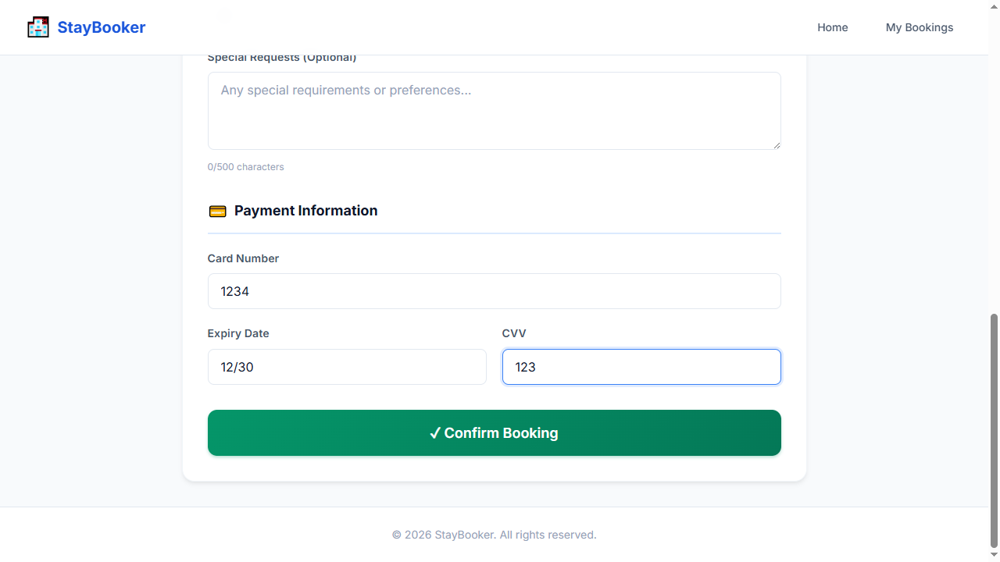 StayBooker
Home
My Bookings
Special Requests (Optional)
Any special requirements or preferences...
0/500 characters
Payment Information
Card Number
1234
Expiry Date
CVV
12/30
123
✓ Confirm Booking
© 2026 StayBooker. All rights reserved.